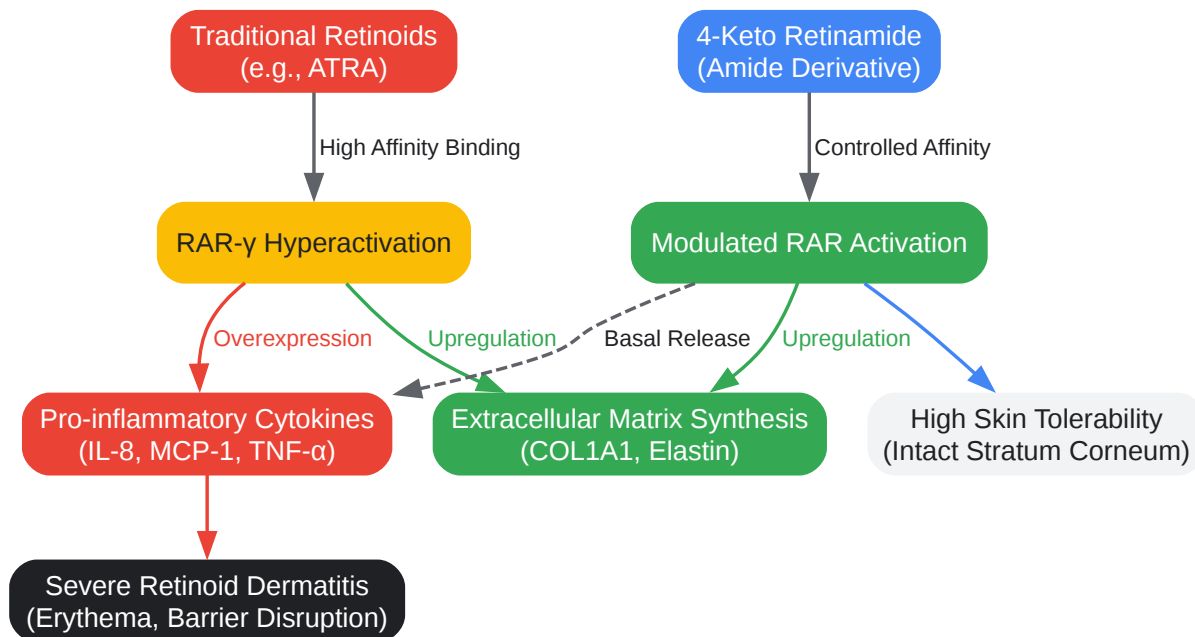 Traditional Retinoids
(e.g., ATRA)
4-Keto Retinamide
(Amide Derivative)
High Affinity Binding
Controlled Affinity
RAR-γ Hyperactivation
Modulated RAR Activation
Overexpression
Upregulation
Basal Release
Upregulation
Pro-inflammatory Cytokines
(IL-8, MCP-1, TNF-α)
Extracellular Matrix Synthesis
(COL1A1, Elastin)
High Skin Tolerability
(Intact Stratum Corneum)
Severe Retinoid Dermatitis
(Erythema, Barrier Disruption)